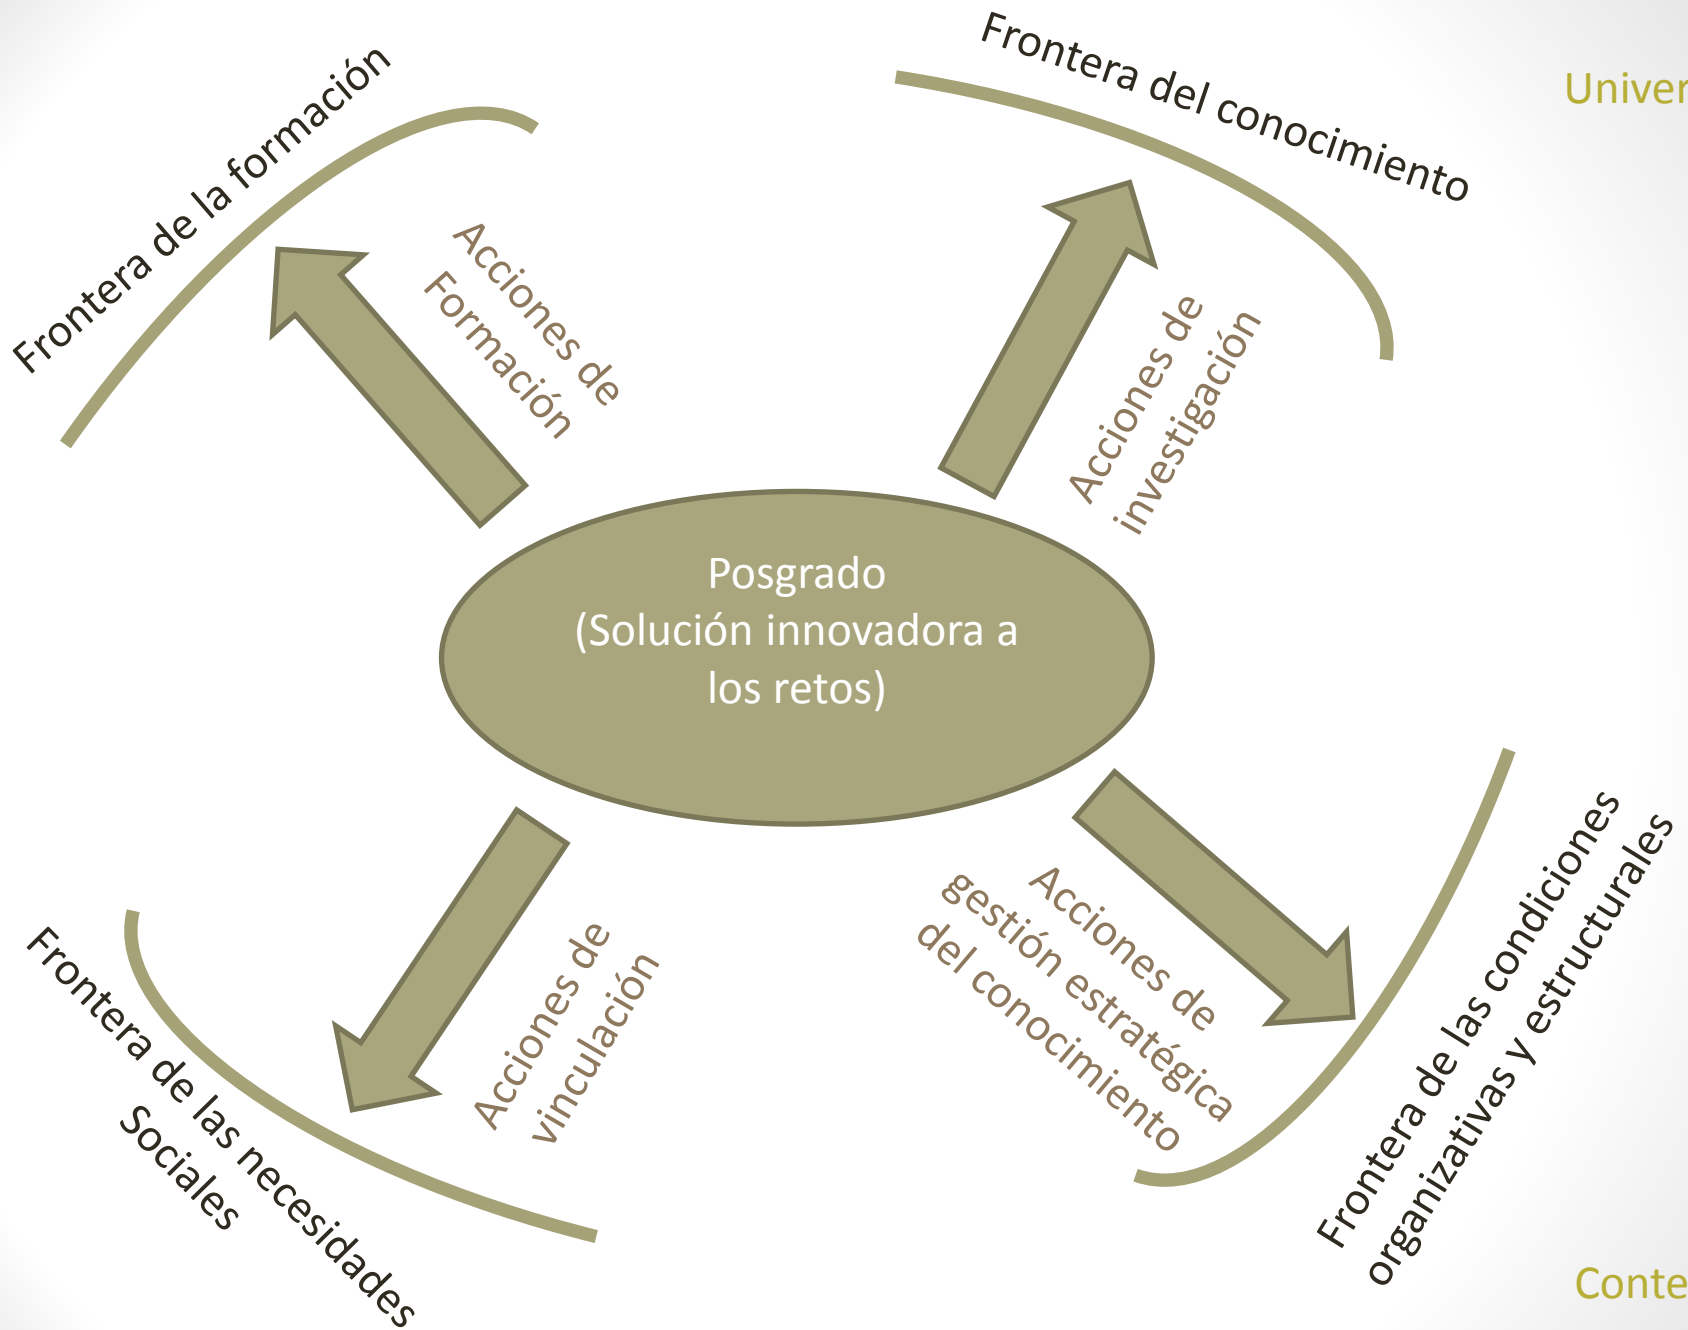 Frontera de la formación
Frontera del conocimiento
Acciones de
Formación
Acciones de
investigación
Posgrado
(Solución innovadora a
los retos)
Acciones de
vinculación
Acciones de
gestión estratégica
del conocimiento
Frontera de las necesidades
Sociales
Frontera de las condiciones
organizativas y estructurales